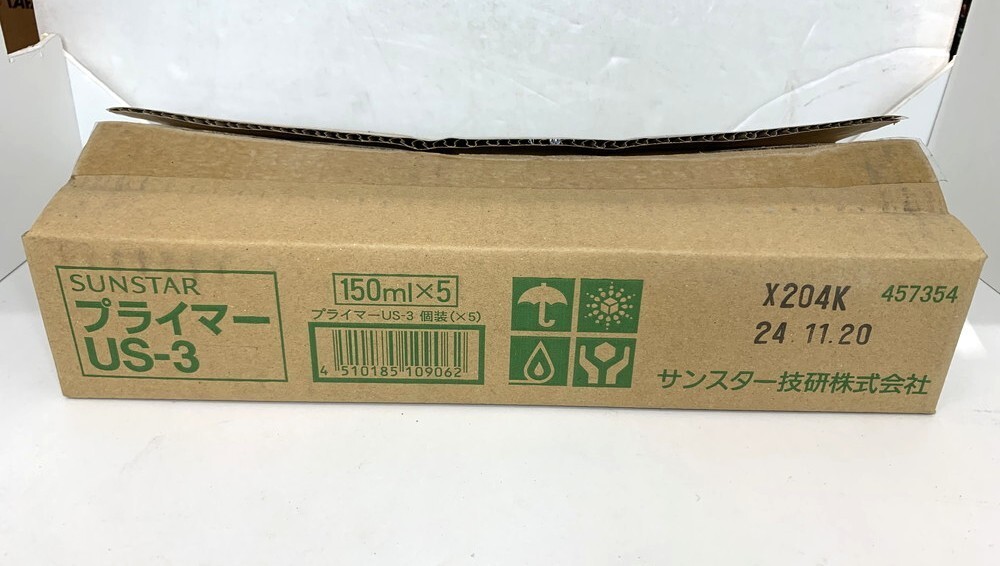 SUNSTAR
プライマー
US-3
150ml×5
プライマーUS-3 個装(×5)
4 510185 109062
X204K
457354
24.11.20
サンスター技研株式会社